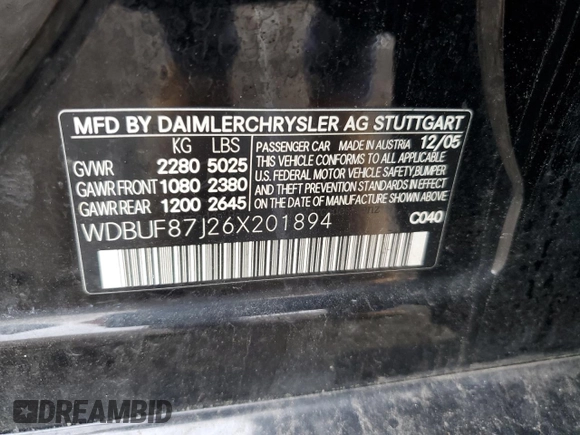 MFD BY DAIMLERCHRYSLER AG STUTTGART
KG LBS
GVWR 2280 5025
GAWR FRONT 1080 2380
GAWR REAR 1200 2645
PASSENGER CAR MADE IN AUSTRIA 12/05
THIS VEHICLE CONFORMS TO ALL APPLICABLE
U.S. FEDERAL MOTOR VEHICLE SAFETY,BUMPER
AND THEFT PREVENTION STANDARDS IN EFFECT
ON THE DATE OF MANUFACTURE SHOWN ABOVE
WDBUF87J26X201894
C040
DREAMBID